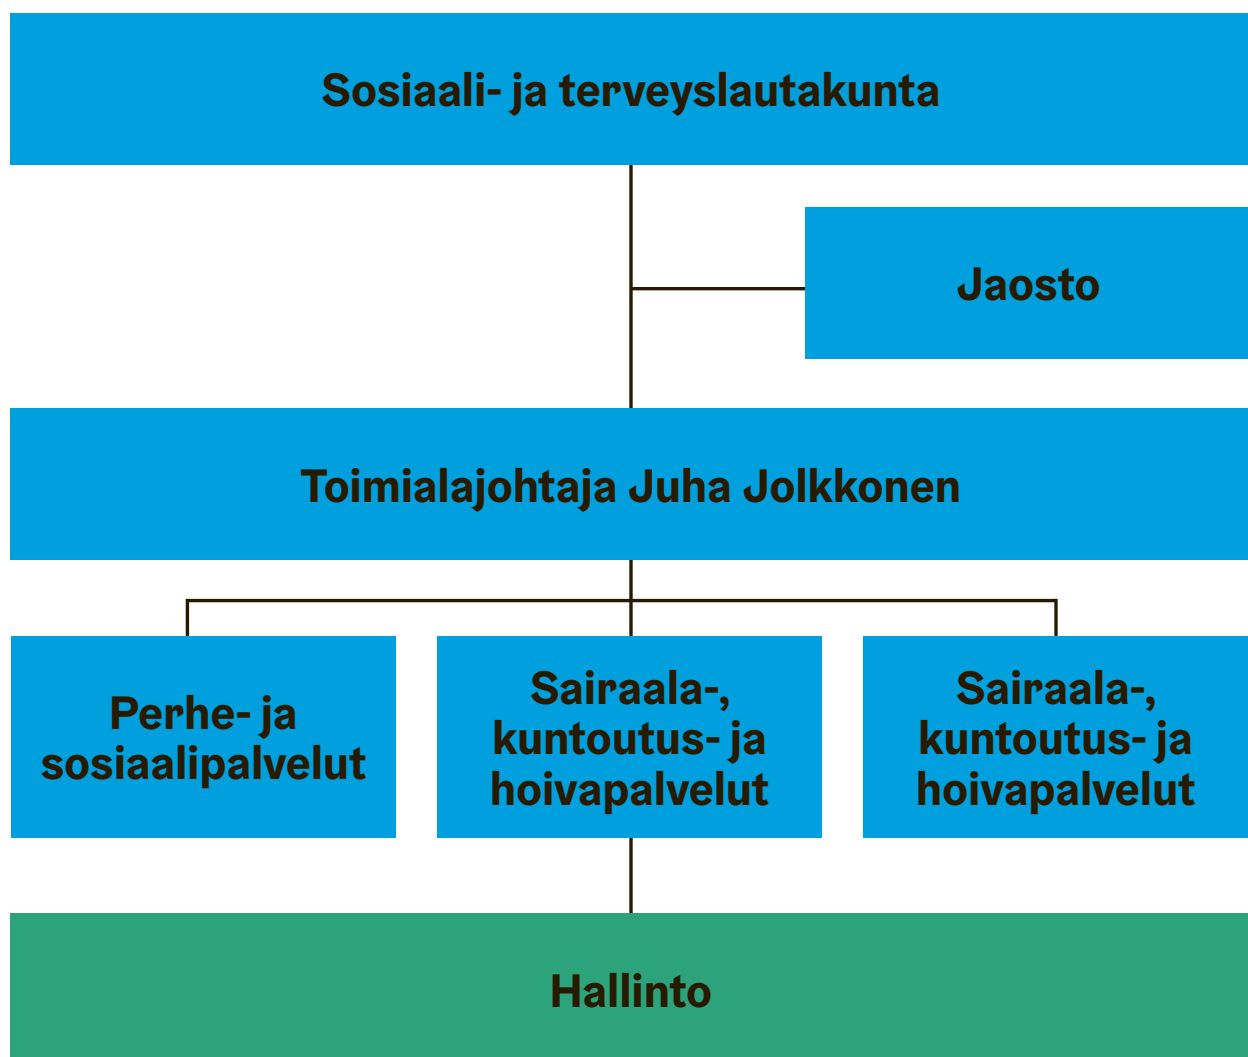 Sosiaali- ja terveyslautakunta
Jaosto
Toimialajohtaja Juha Jolkkonen
Perhe- ja
sosiaalipalvelut
Sairaala-,
kuntoutus- ja
hoivapalvelut
Sairaala-,
kuntoutus- ja
hoivapalvelut
Hallinto